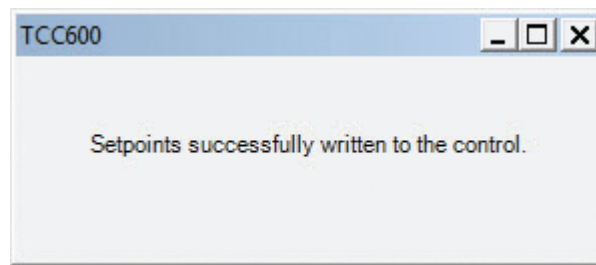 TCC600
Setpoints successfully written to the control.